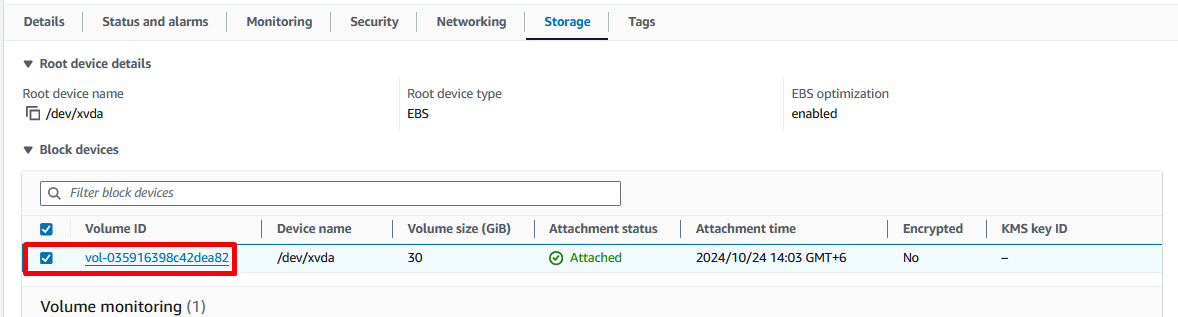 Details Status and alarms Monitoring Security Networking Storage Tags
Root device details
Root device name Root device type EBS optimization
/dev/xvda EBS enabled
Block devices
Filter block devices
Volume ID Device name Volume size (GiB) Attachment status Attachment time Encrypted KMS key ID
vol-035916398c42dea82 /dev/xvda 30 Attached 2024/10/24 14:03 GMT+6 No –
Volume monitoring (1)